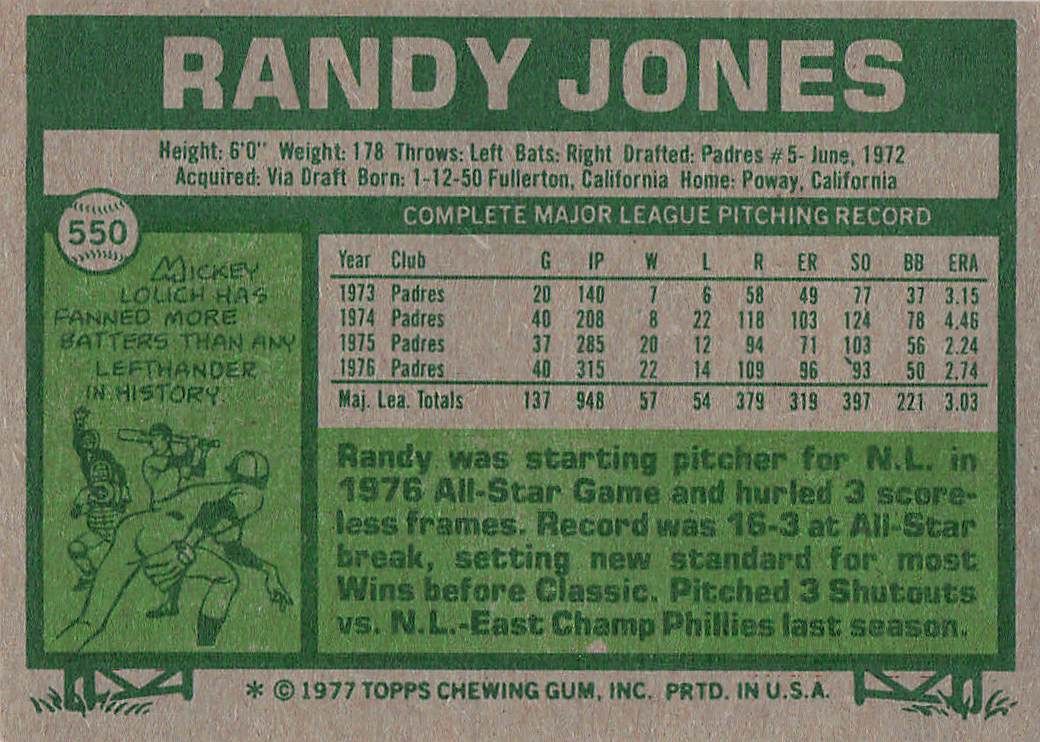 RANDY JONES
Height: 6'0" Weight: 178 Throws: Left Bats: Right Drafted: Padres #5- June, 1972
Acquired: Via Draft Born: 1-12-50 Fullerton, California Home: Poway, California
550
MICKEY
LOLICH HAS
FANNED MORE
BATTERS THAN ANY
LEFTHANDER
IN HISTORY.
COMPLETE MAJOR LEAGUE PITCHING RECORD
Year Club G IP W L R ER SO BB ERA
1973 Padres 20 140 7 6 58 49 77 37 3.15
1974 Padres 40 208 8 22 118 103 124 78 4.46
1975 Padres 37 285 20 12 94 71 103 56 2.24
1976 Padres 40 315 22 14 109 96 93 50 2.74
Maj. Lea. Totals 137 948 57 54 379 319 397 221 3.03
Randy was starting pitcher for N.L. in
1976 All-Star Game and hurled 3 score-
less frames. Record was 16-3 at All-Star
break, setting new standard for most
Wins before Classic. Pitched 3 Shutouts
vs. N.L.-East Champ Phillies last season.
* © 1977 TOPPS CHEWING GUM, INC. PRTD. IN U.S.A.